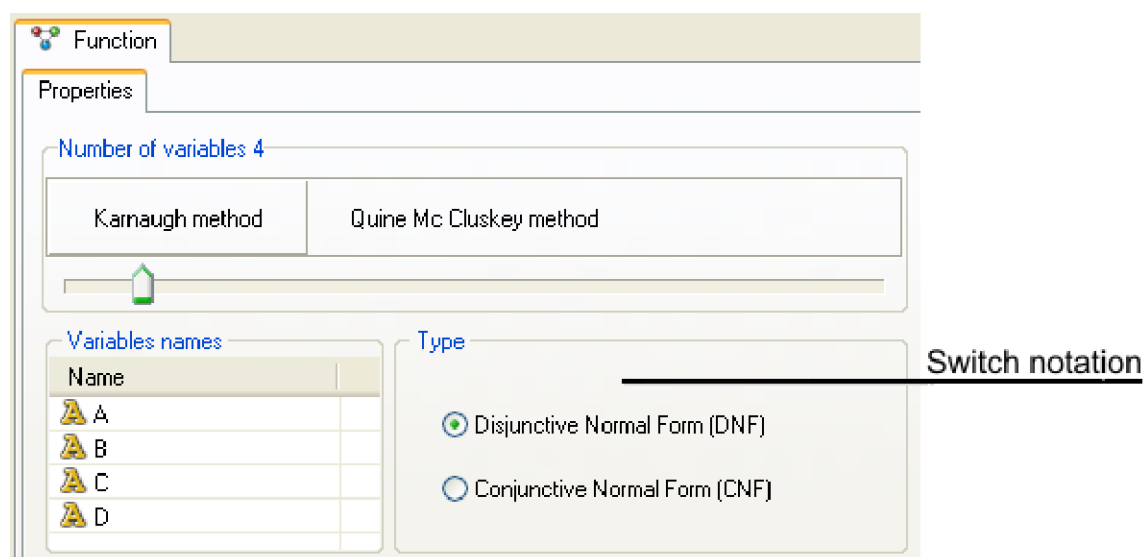 Function
Properties
Number of variables 4
Karnaugh method
Quine Mc Cluskey method
Variables names
Name
A
B
C
D
Type
Disjunctive Normal Form (DNF)
Conjunctive Normal Form (CNF)
Switch notation